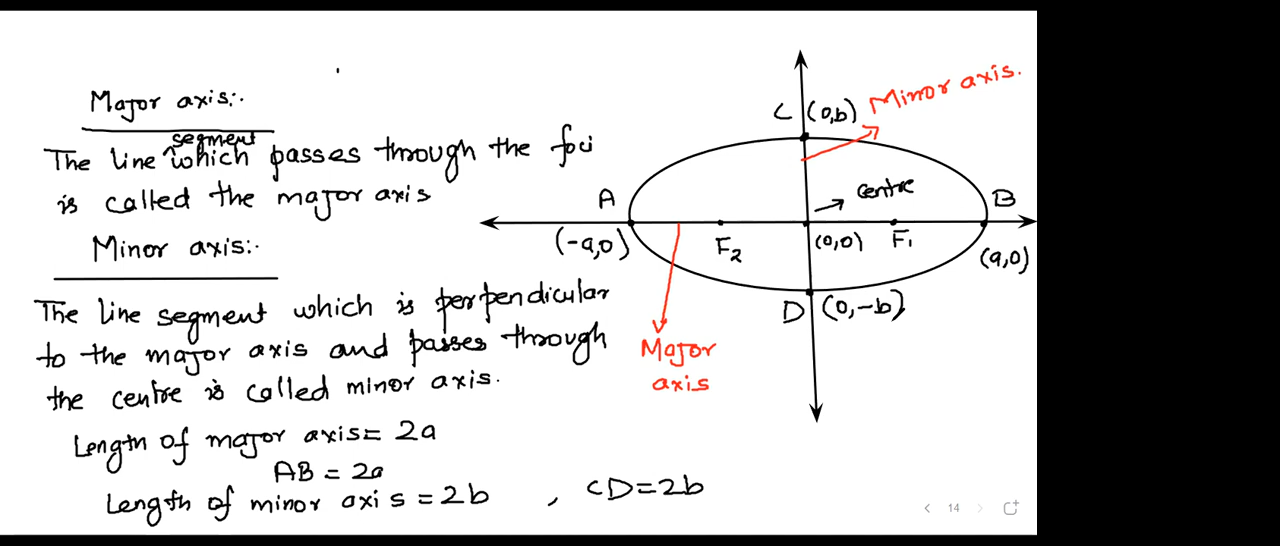 Major axis:.
segment
The line ^ which passes through the foci
is called the major axis
Minor axis:.
The line segment which is perpendicular
to the major axis and passes through
the centre is called minor axis.
Length of major axis = 2a
AB = 2a
Length of minor axis = 2b , CD = 2b
Minor axis.
C (0,b)
centre
A
B
(-a,0)
F2
(0,0)
F1
(a,0)
D (0,-b)
Major
axis
< 14 >